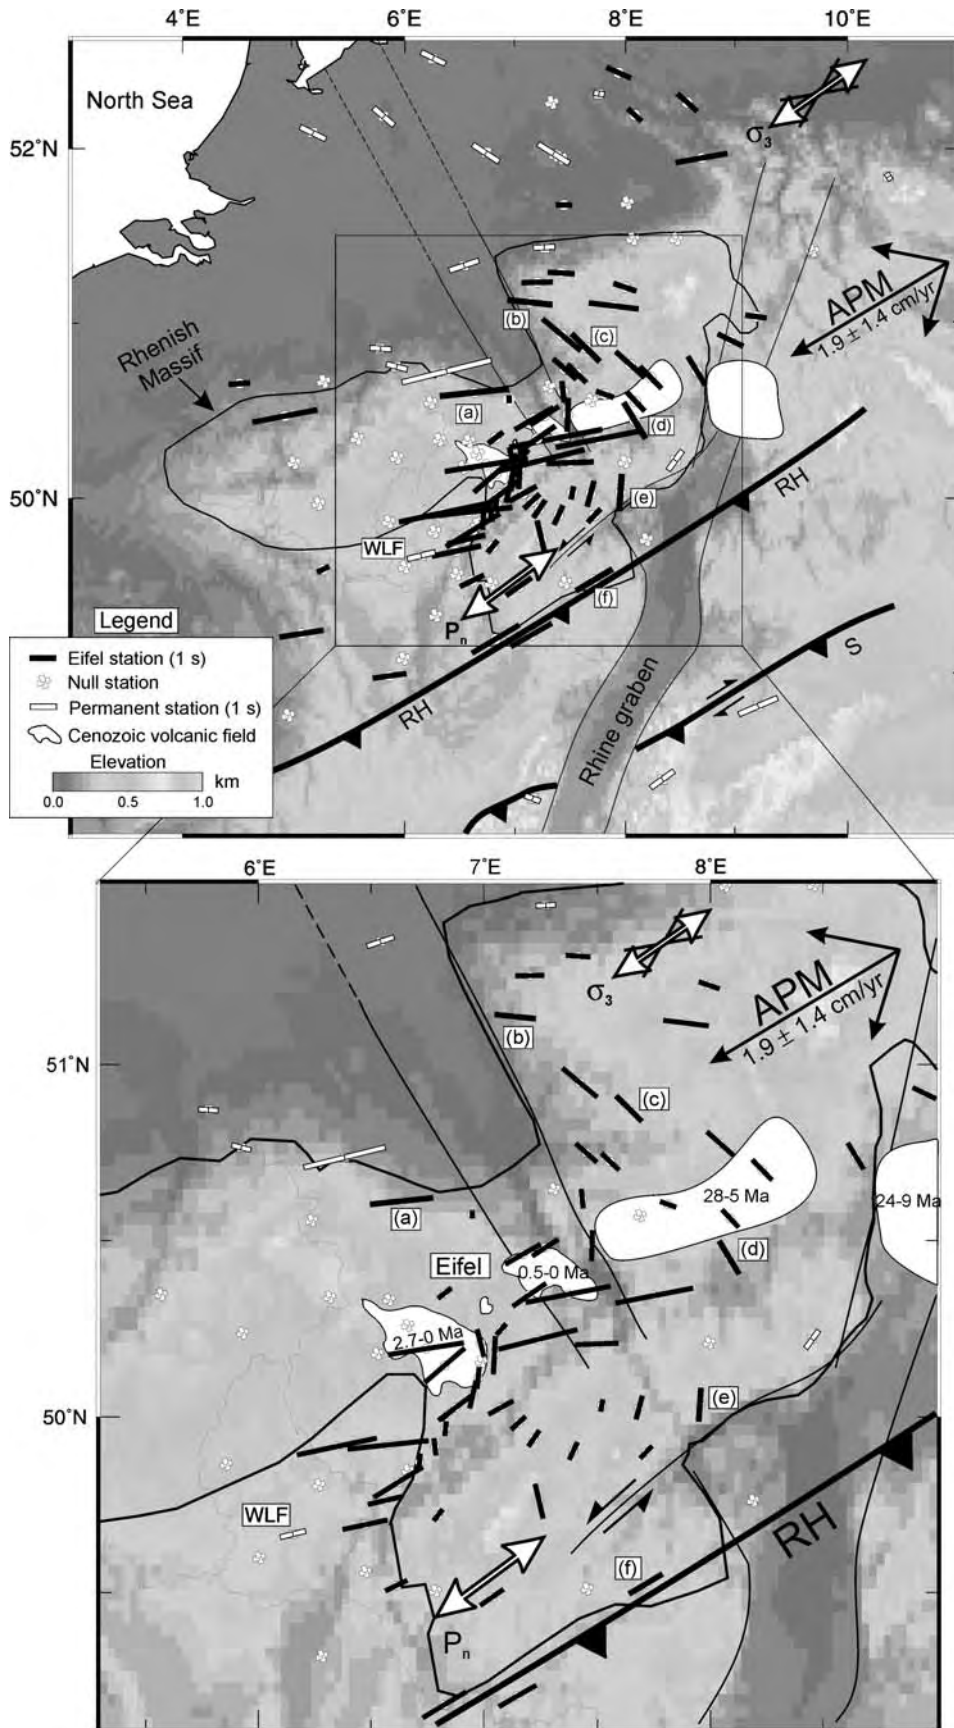 4°E 6°E 8°E 10°E
North Sea
52°N
σ3
APM
1.9 ± 1.4 cm/yr
Rhenish
Massif
(b)
(c)
(a)
(d)
50°N
(e)
RH
WLF
(f)
Pn
S
RH
Rhine graben
Legend
Eifel station (1 s)
Null station
Permanent station (1 s)
Cenozoic volcanic field
Elevation
km
0.0 0.5 1.0
6°E 7°E 8°E
σ3
APM
1.9 ± 1.4 cm/yr
(b)
51°N
(c)
28-5 Ma
24-9 Ma
(a)
(d)
Eifel
0.5-0 Ma
2.7-0 Ma
(e)
50°N
WLF
RH
(f)
Pn